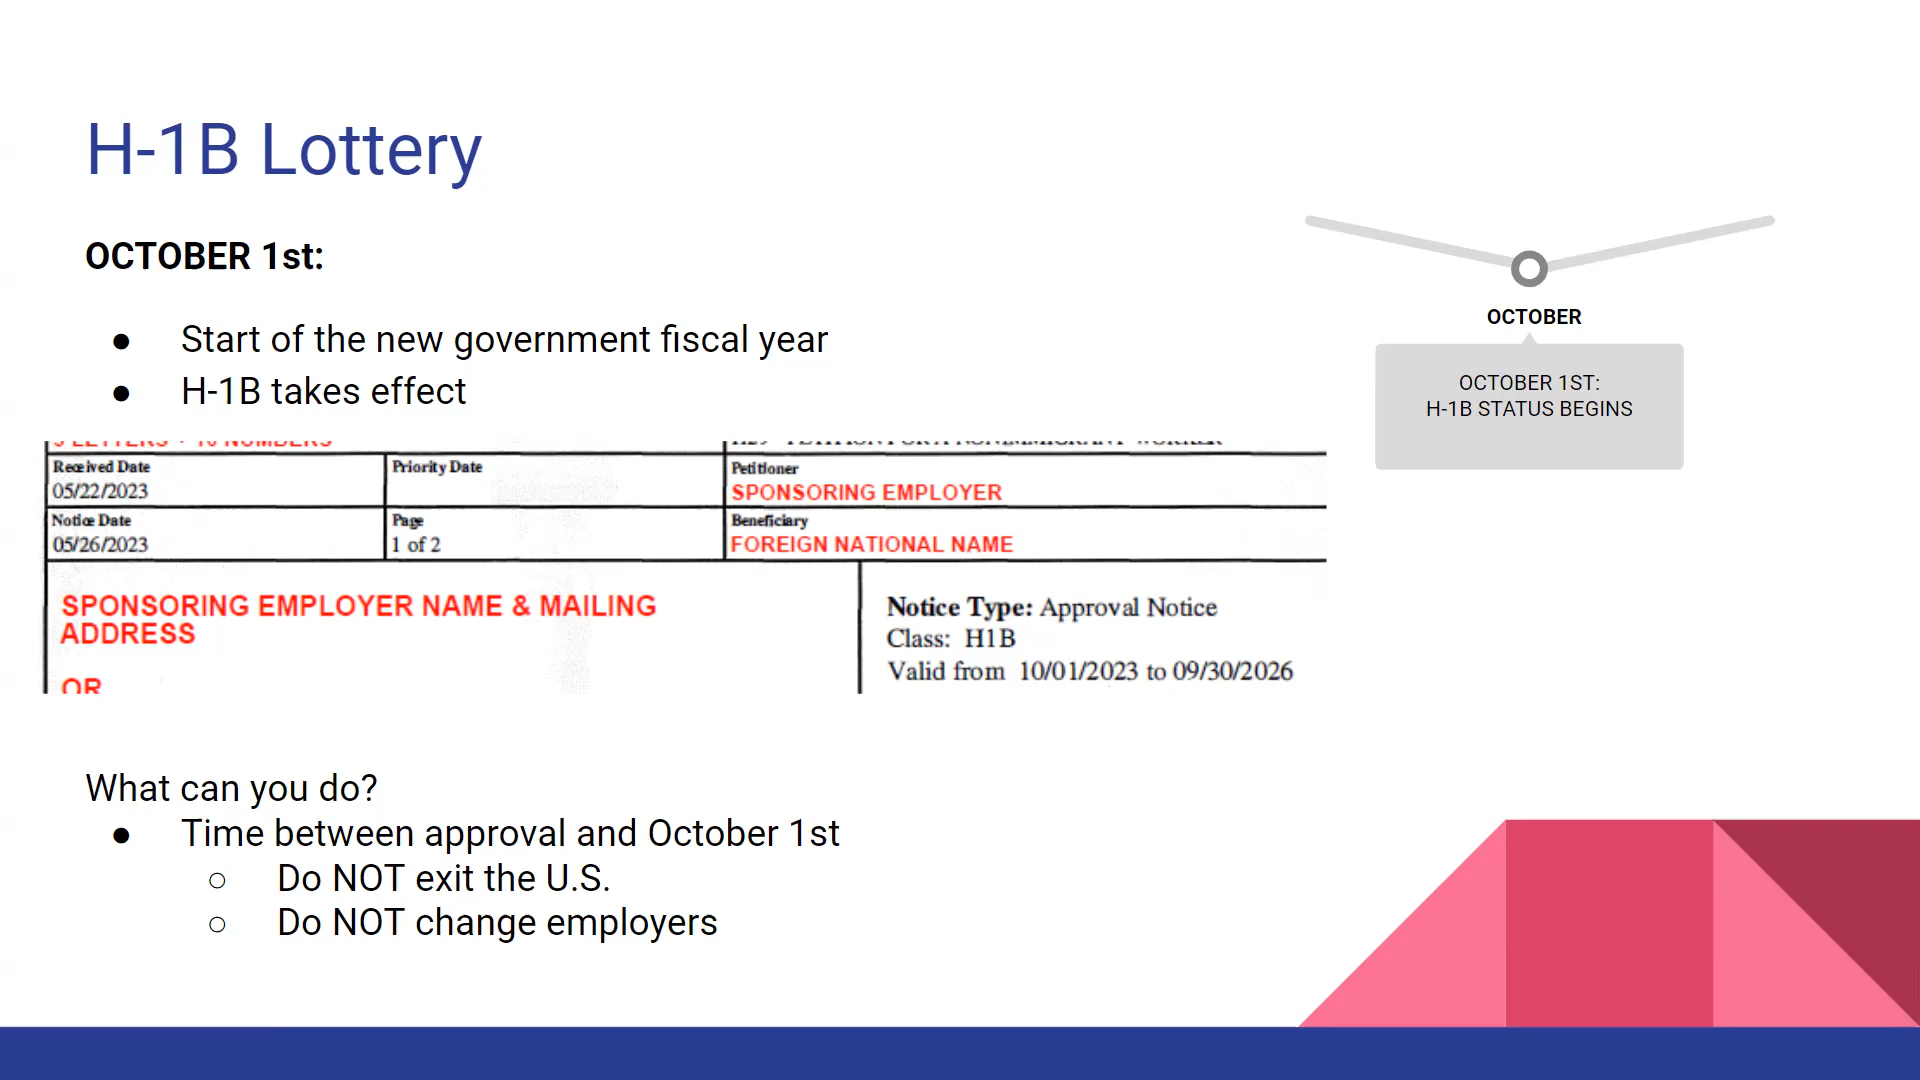 H-1B Lottery
OCTOBER 1st:
● Start of the new government fiscal year
● H-1B takes effect
OCTOBER
OCTOBER 1ST:
H-1B STATUS BEGINS
Received Date
05/22/2023
Priority Date
Petitioner
SPONSORING EMPLOYER
Notice Date
05/26/2023
Page
1 of 2
Beneficiary
FOREIGN NATIONAL NAME
SPONSORING EMPLOYER NAME & MAILING
ADDRESS
OR
Notice Type: Approval Notice
Class: H1B
Valid from 10/01/2023 to 09/30/2026
What can you do?
● Time between approval and October 1st
○ Do NOT exit the U.S.
○ Do NOT change employers